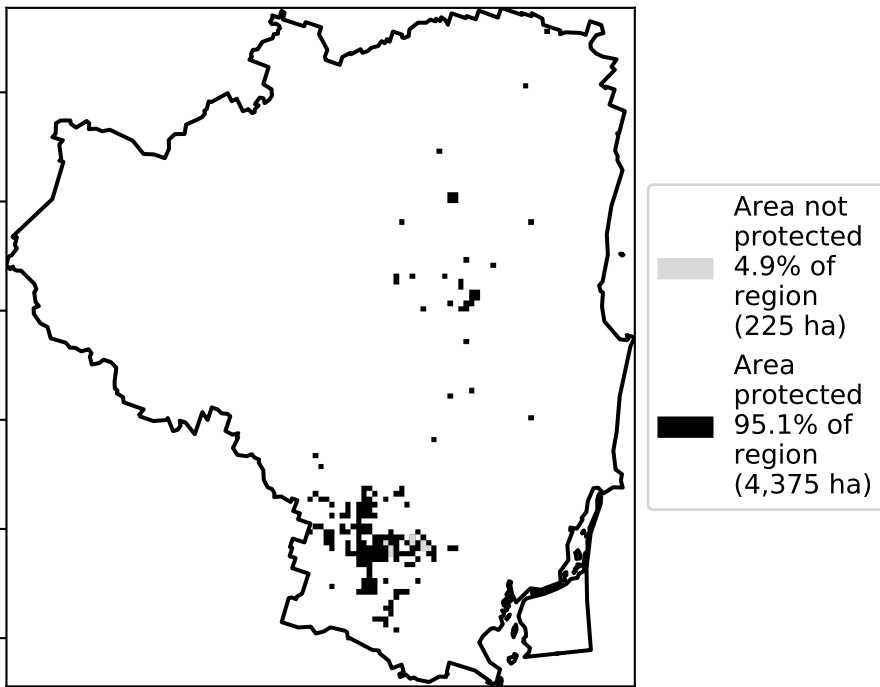 Area not
protected
4.9% of
region
(225 ha)
Area
protected
95.1% of
region
(4,375 ha)